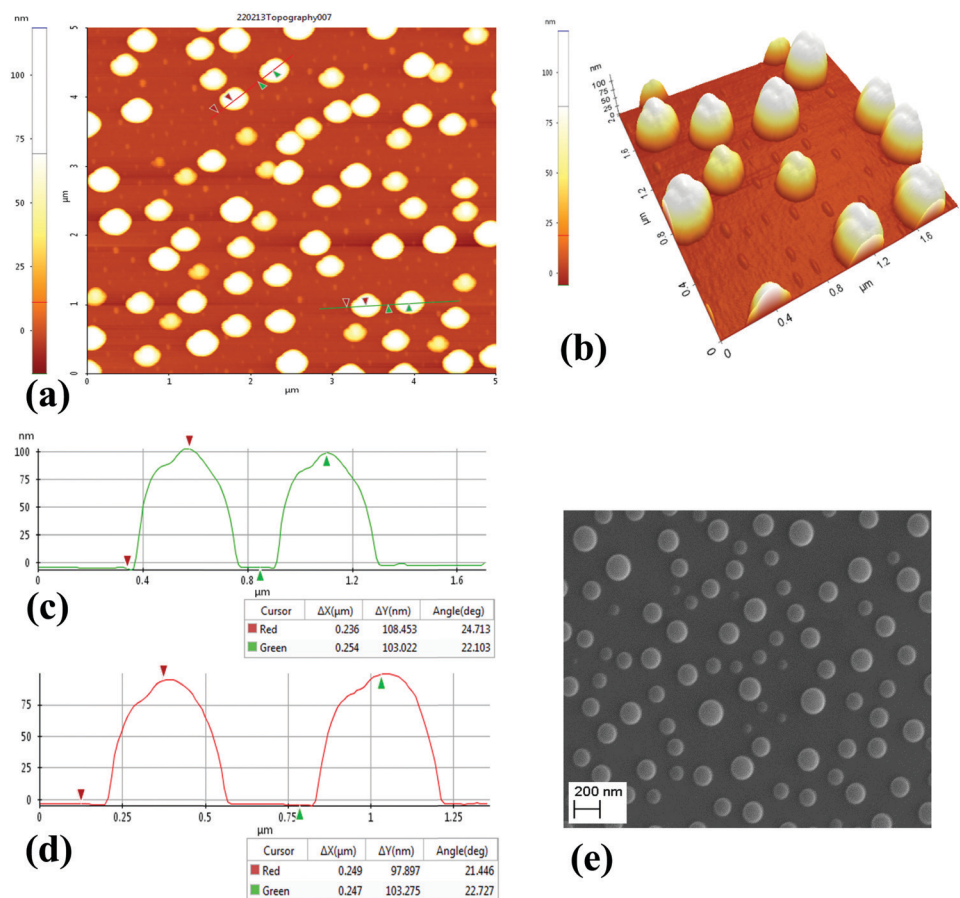 220213Topography007
nm
100
75
50
25
0
5
4
3
2
1
0
μm
0
1
2
3
4
5
μm
(a)
nm
100
75
50
25
0
nm
100
75
50
25
0
2.0
1.6
1.2
0.8
0.4
0
μm
0
0.4
0.8
1.2
1.6
μm
(b)
nm
100
75
50
25
0
0
0.4
0.8
1.2
1.6
μm
(c)
Cursor ΔX(μm) ΔY(nm) Angle(deg)
Red 0.236 108.453 24.713
Green 0.254 103.022 22.103
75
50
25
0
0
0.25
0.5
0.75
1
1.25
μm
(d)
Cursor ΔX(μm) ΔY(nm) Angle(deg)
Red 0.249 97.897 21.446
Green 0.247 103.275 22.727
200 nm
(e)